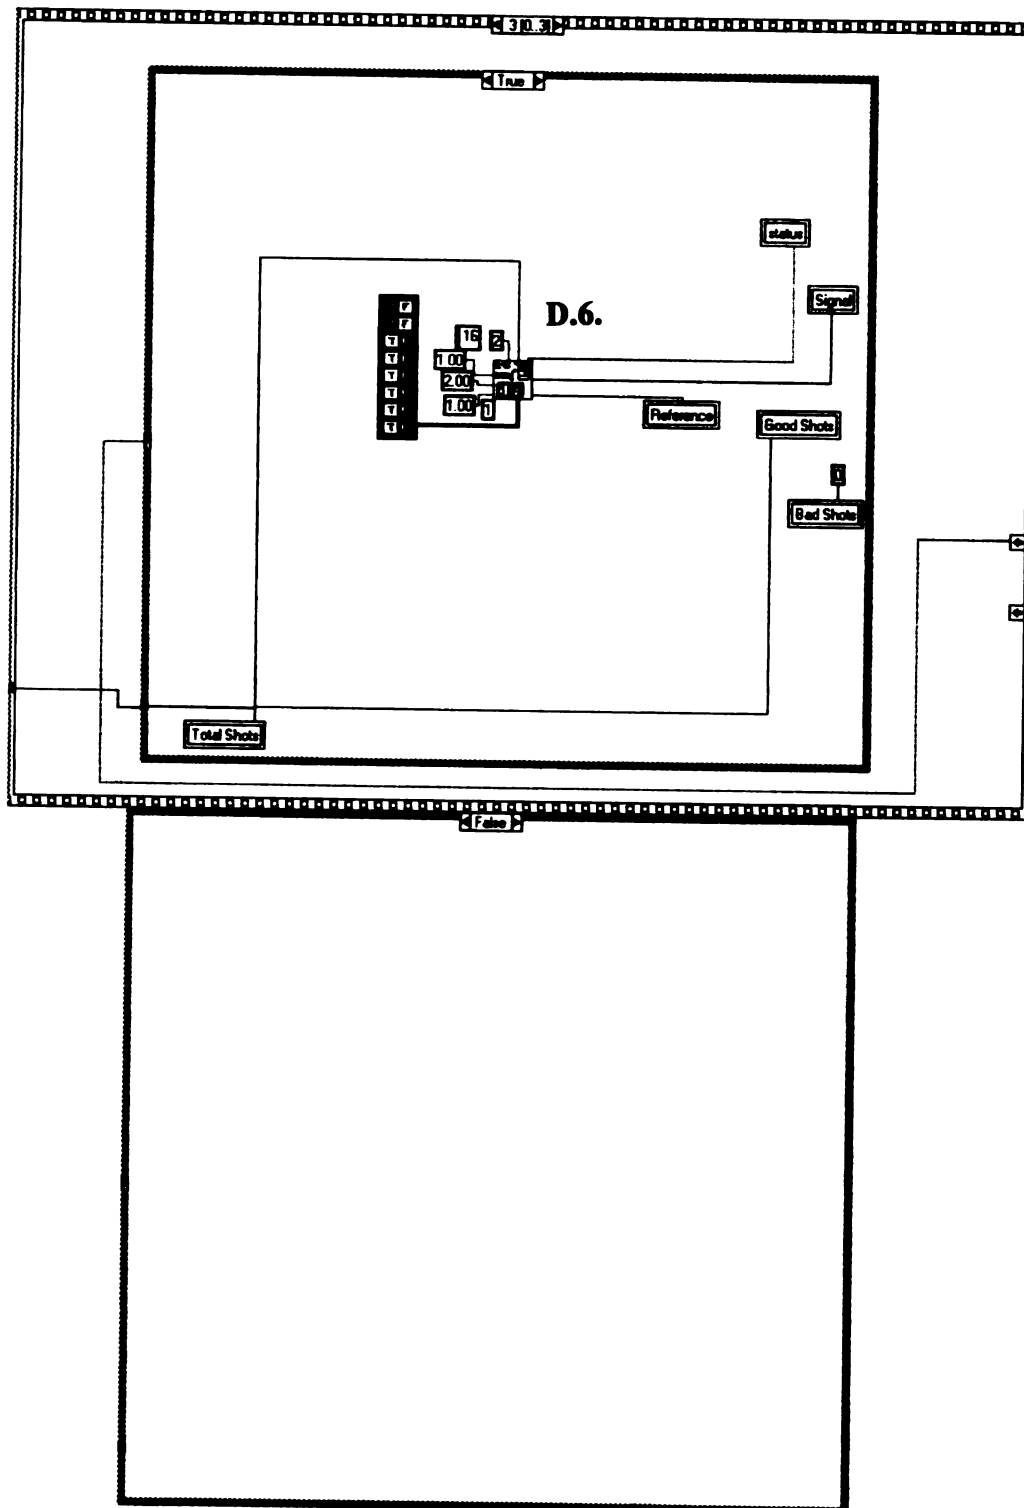 3 [0..3]
True
status
Signal
D.6.
16
2
1.00
2.00
1.00
1
Reference
Good Shots
Bad Shots
Total Shots
False